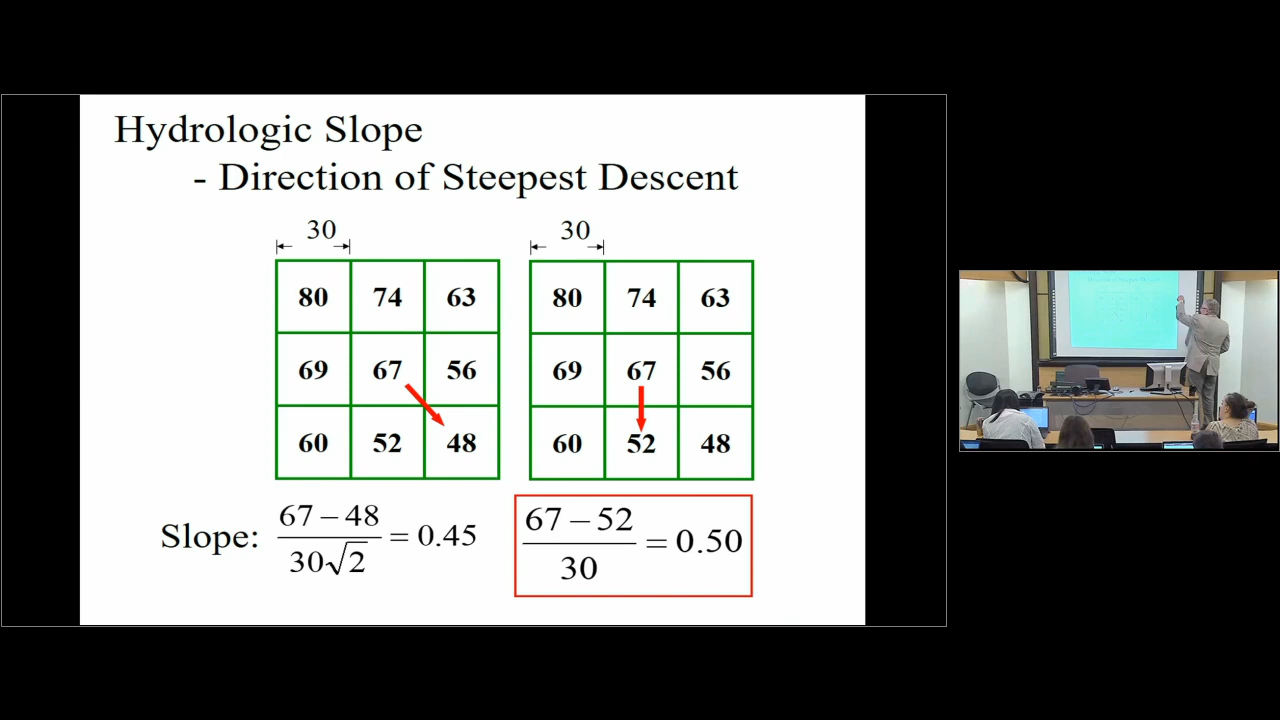 Hydrologic Slope
- Direction of Steepest Descent
30
30
80 74 63
69 67 56
60 52 48
80 74 63
69 67 56
60 52 48
Slope: (67 – 48)/(30√2) = 0.45
(67 – 52)/30 = 0.50